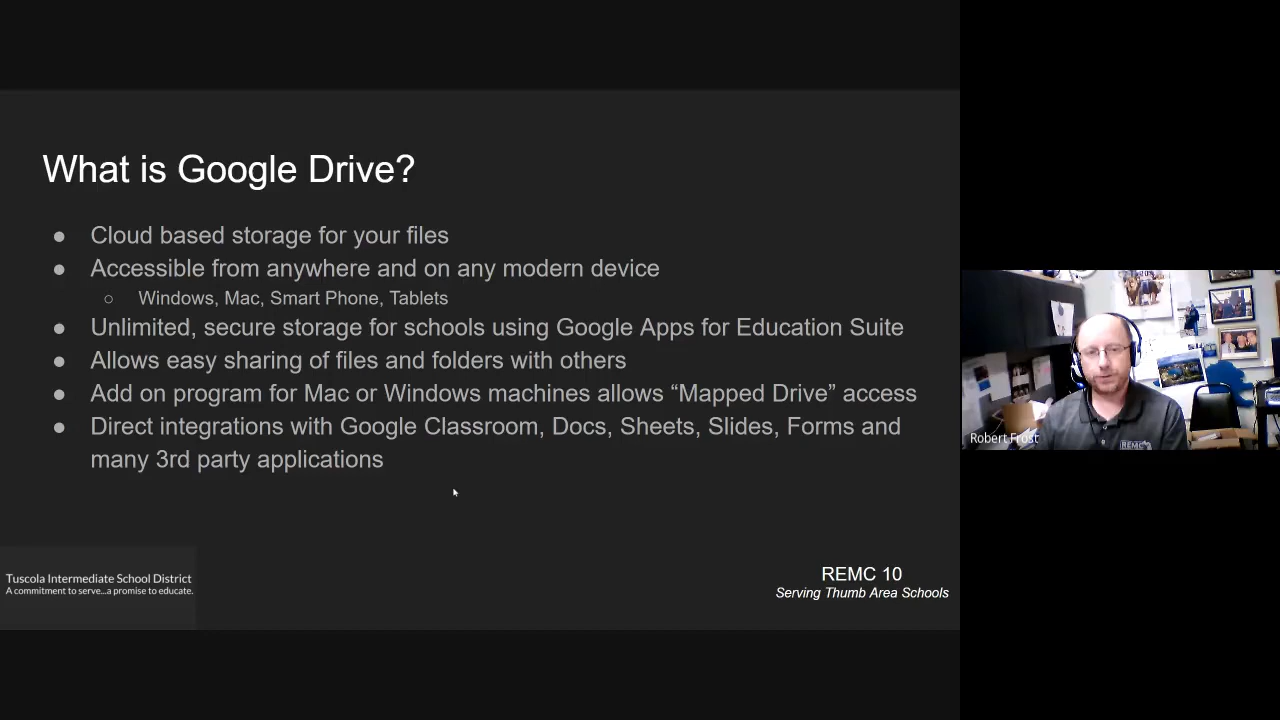 What is Google Drive?
● Cloud based storage for your files
● Accessible from anywhere and on any modern device
○ Windows, Mac, Smart Phone, Tablets
● Unlimited, secure storage for schools using Google Apps for Education Suite
● Allows easy sharing of files and folders with others
● Add on program for Mac or Windows machines allows “Mapped Drive” access
● Direct integrations with Google Classroom, Docs, Sheets, Slides, Forms and
many 3rd party applications
Tuscola Intermediate School District
A commitment to serve...a promise to educate.
REMC 10
Serving Thumb Area Schools
Robert Frost
REMC